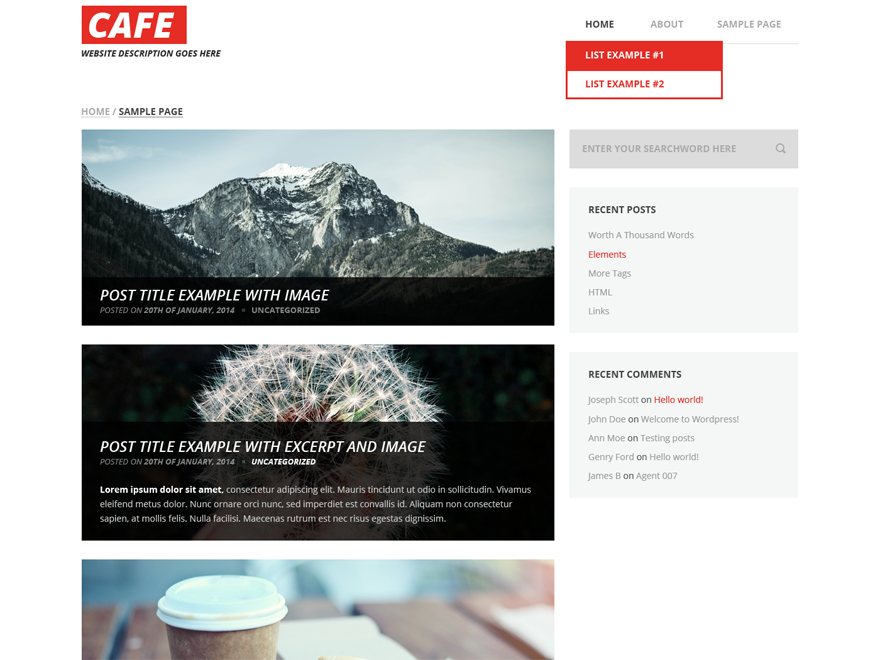 CAFE
WEBSITE DESCRIPTION GOES HERE
HOME ABOUT SAMPLE PAGE
LIST EXAMPLE #1
LIST EXAMPLE #2
HOME / SAMPLE PAGE
POST TITLE EXAMPLE WITH IMAGE
POSTED ON 20TH OF JANUARY, 2014 UNCATEGORIZED
POST TITLE EXAMPLE WITH EXCERPT AND IMAGE
POSTED ON 20TH OF JANUARY, 2014 UNCATEGORIZED
Lorem ipsum dolor sit amet, consectetur adipiscing elit. Mauris tincidunt ut odio in sollicitudin. Vivamus
eleifend metus dolor. Nunc ornare orci nunc, sed imperdiet est convallis id. Aliquam non consectetur
sapien, at mollis felis. Nulla facilisi. Maecenas rutrum est nec risus egestas dignissim.
ENTER YOUR SEARCHWORD HERE
RECENT POSTS
Worth A Thousand Words
Elements
More Tags
HTML
Links
RECENT COMMENTS
Joseph Scott on Hello world!
John Doe on Welcome to Wordpress!
Ann Moe on Testing posts
Genry Ford on Hello world!
James B on Agent 007